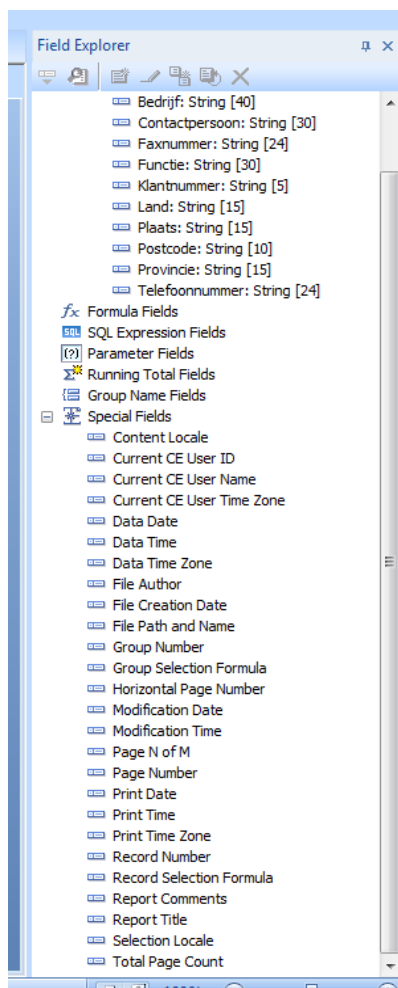 Field Explorer
Bedrijf: String [40]
Contactpersoon: String [30]
Faxnummer: String [24]
Functie: String [30]
Klantnummer: String [5]
Land: String [15]
Plaats: String [15]
Postcode: String [10]
Provincie: String [15]
Telefoonnummer: String [24]
Formula Fields
SQL SQL Expression Fields
(?) Parameter Fields
Running Total Fields
Group Name Fields
Special Fields
Content Locale
Current CE User ID
Current CE User Name
Current CE User Time Zone
Data Date
Data Time
Data Time Zone
File Author
File Creation Date
File Path and Name
Group Number
Group Selection Formula
Horizontal Page Number
Modification Date
Modification Time
Page N of M
Page Number
Print Date
Print Time
Print Time Zone
Record Number
Record Selection Formula
Report Comments
Report Title
Selection Locale
Total Page Count